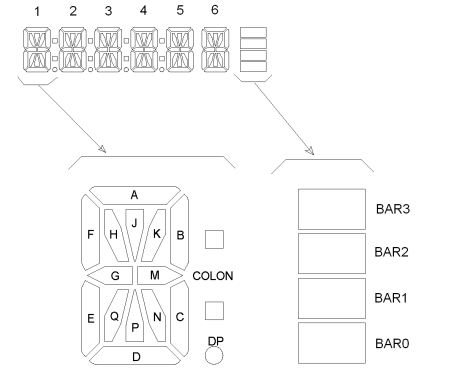 1 2 3 4 5 6
A
J
F H K B BAR3
BAR2
G M COLON
BAR1
E Q N C
P
DP
D BAR0